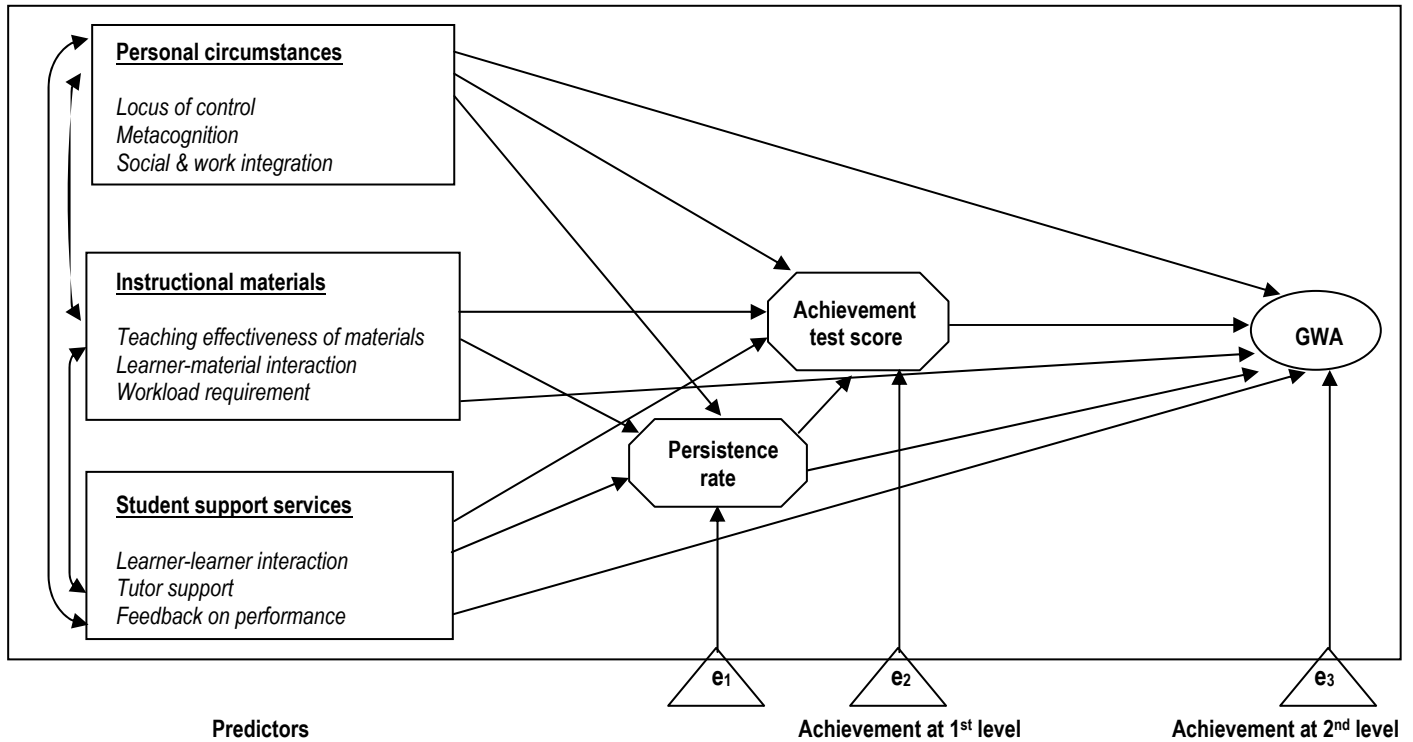 Personal circumstances
Locus of control
Metacognition
Social & work integration
Instructional materials
Teaching effectiveness of materials
Learner-material interaction
Workload requirement
Student support services
Learner-learner interaction
Tutor support
Feedback on performance
Achievement
test score
Persistence
rate
GWA
e1
e2
e3
Predictors
Achievement at 1st level
Achievement at 2nd level